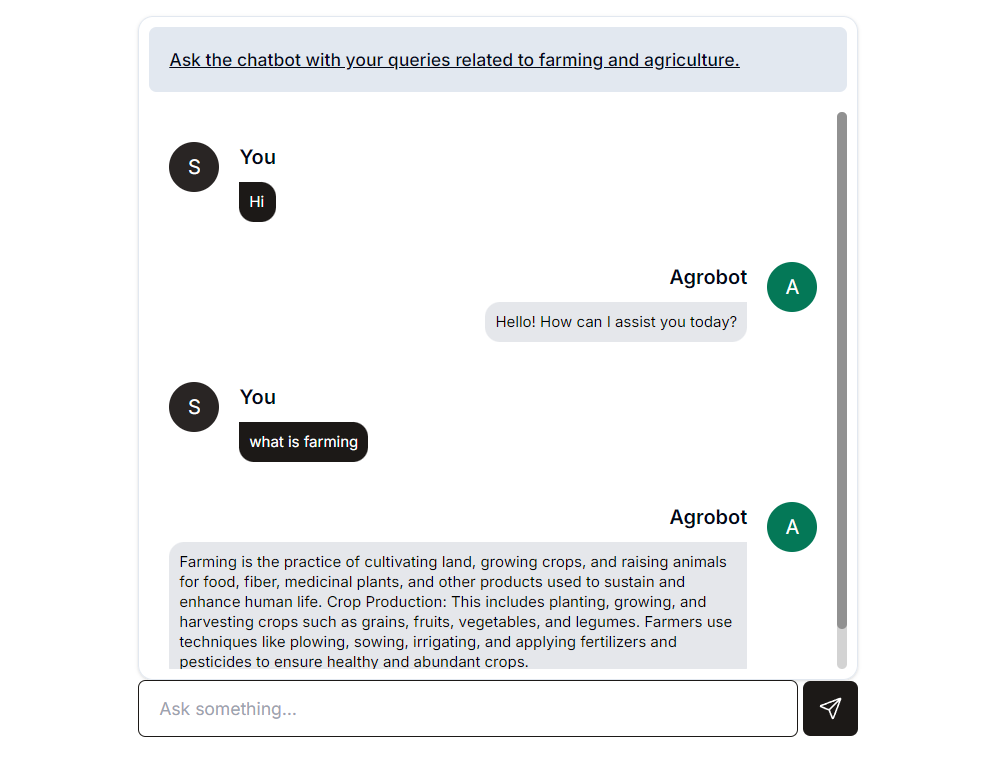 Ask the chatbot with your queries related to farming and agriculture.
S
You
Hi
Agrobot
A
Hello! How can I assist you today?
S
You
what is farming
Agrobot
A
Farming is the practice of cultivating land, growing crops, and raising animals
for food, fiber, medicinal plants, and other products used to sustain and
enhance human life. Crop Production: This includes planting, growing, and
harvesting crops such as grains, fruits, vegetables, and legumes. Farmers use
techniques like plowing, sowing, irrigating, and applying fertilizers and
pesticides to ensure healthy and abundant crops.
Ask something...